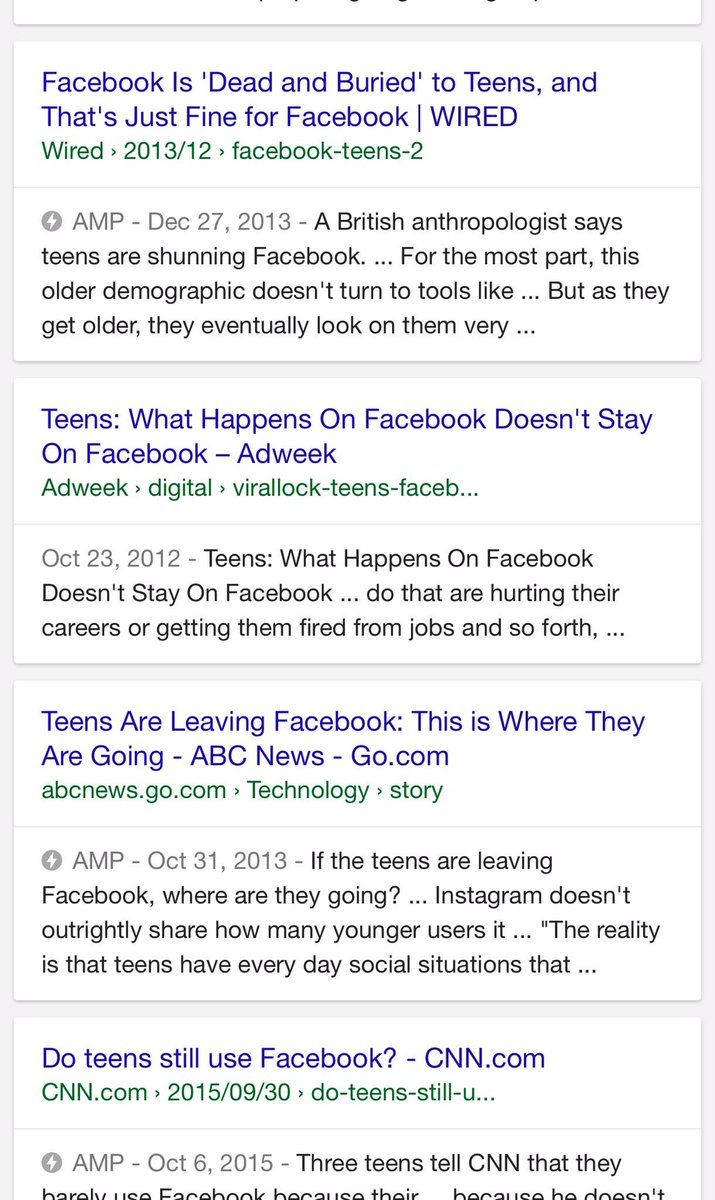 Facebook Is 'Dead and Buried' to Teens, and
That's Just Fine for Facebook | WIRED
Wired › 2013/12 › facebook-teens-2
AMP - Dec 27, 2013 - A British anthropologist says
teens are shunning Facebook. ... For the most part, this
older demographic doesn't turn to tools like ... But as they
get older, they eventually look on them very ...
Teens: What Happens On Facebook Doesn't Stay
On Facebook – Adweek
Adweek › digital › virallock-teens-faceb...
Oct 23, 2012 - Teens: What Happens On Facebook
Doesn't Stay On Facebook ... do that are hurting their
careers or getting them fired from jobs and so forth, ...
Teens Are Leaving Facebook: This is Where They
Are Going - ABC News - Go.com
abcnews.go.com › Technology › story
AMP - Oct 31, 2013 - If the teens are leaving
Facebook, where are they going? ... Instagram doesn't
outrightly share how many younger users it ... "The reality
is that teens have every day social situations that ...
Do teens still use Facebook? - CNN.com
CNN.com › 2015/09/30 › do-teens-still-u...
AMP - Oct 6, 2015 - Three teens tell CNN that they
barely use Facebook because their ... because he doesn't